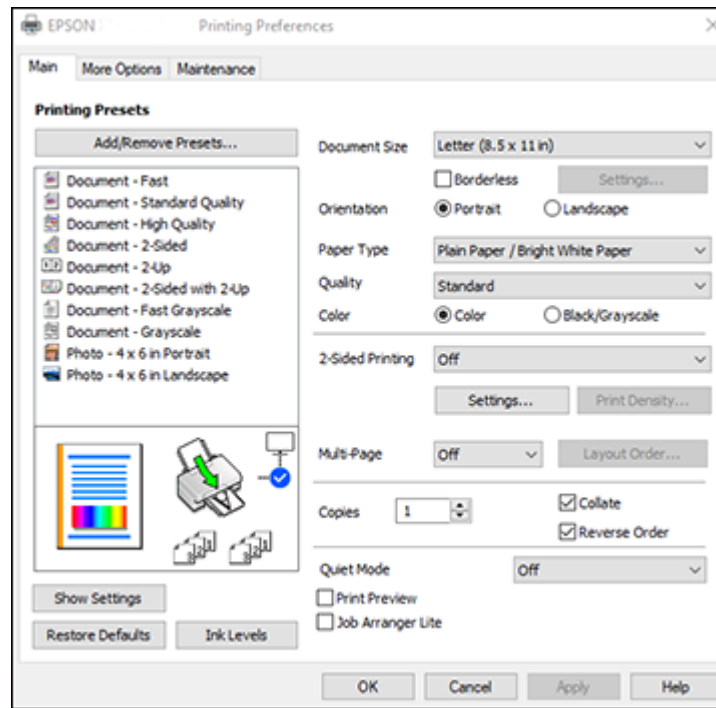 EPSON Printing Preferences
Main More Options Maintenance
Printing Presets
Add/Remove Presets...
Document - Fast
Document - Standard Quality
Document - High Quality
Document - 2-Sided
Document - 2-Up
Document - 2-Sided with 2-Up
Document - Fast Grayscale
Document - Grayscale
Photo - 4 x 6 in Portrait
Photo - 4 x 6 in Landscape
Show Settings
Restore Defaults Ink Levels
Document Size Letter (8.5 x 11 in)
Borderless Settings...
Orientation Portrait Landscape
Paper Type Plain Paper / Bright White Paper
Quality Standard
Color Color Black/Grayscale
2-Sided Printing Off
Settings... Print Density...
Multi-Page Off Layout Order...
Copies 1 Collate
Reverse Order
Quiet Mode Off
Print Preview
Job Arranger Lite
OK Cancel Apply Help